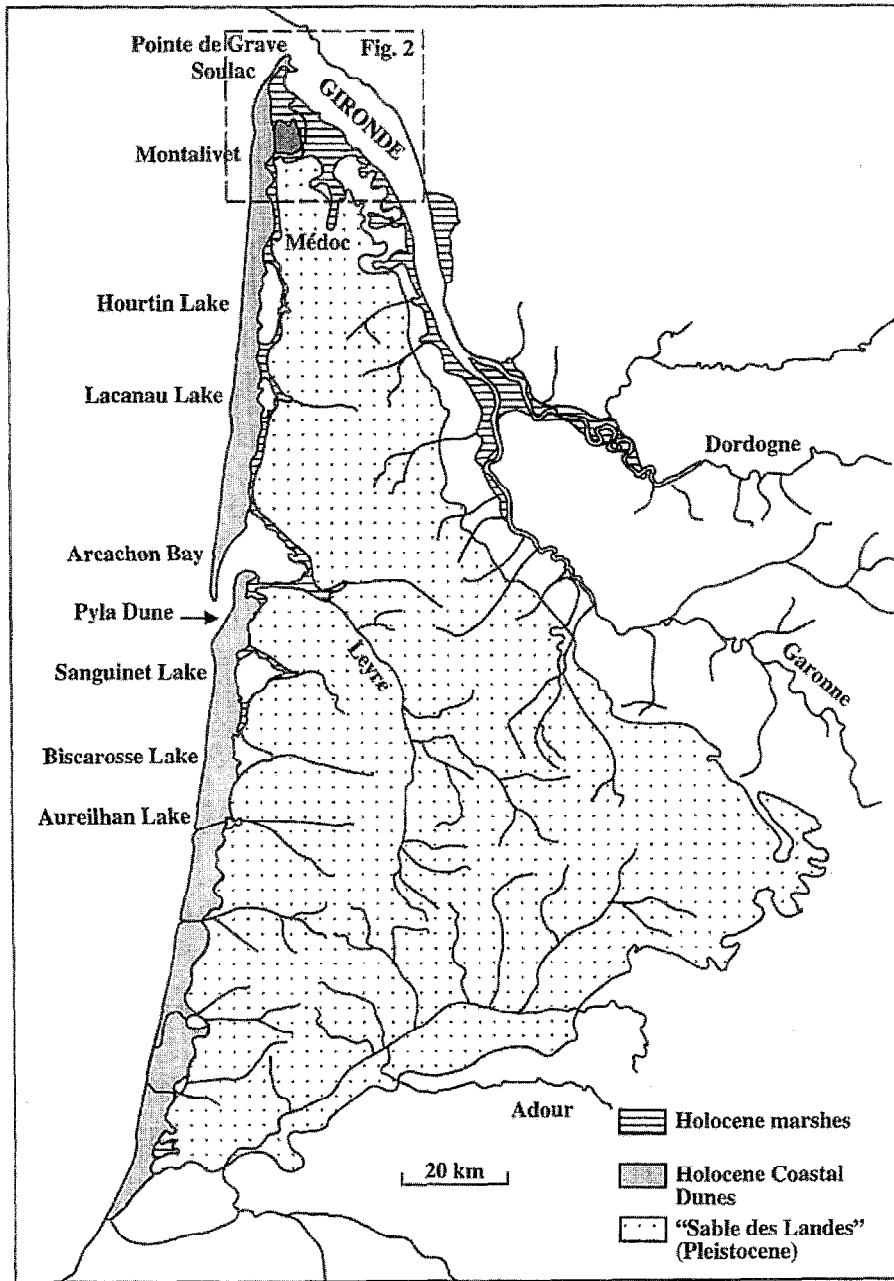 Pointe de Grave
Soulac
Fig. 2
GIRONDE
Montalivet
Médoc
Hourtin Lake
Lacanau Lake
Dordogne
Arcachon Bay
Pyla Dune
Leyre
Sanguinet Lake
Garonne
Biscarosse Lake
Aureilhan Lake
Adour
20 km
Holocene marshes
Holocene Coastal
Dunes
"Sable des Landes"
(Pleistocene)